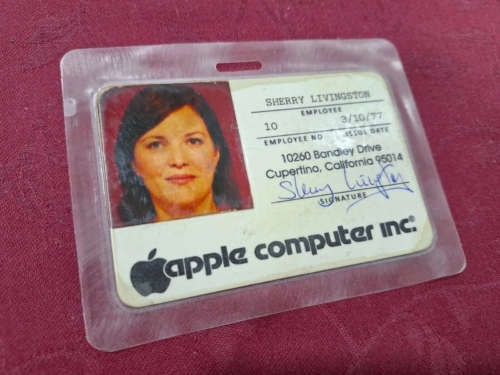 SHERRY LIVINGSTON
EMPLOYEE
10 3/10/77
EMPLOYEE NO ISSUE DATE
10260 Bandley Drive
Cupertino, California 95014
Sherry Livingston
SIGNATURE
apple computer inc.